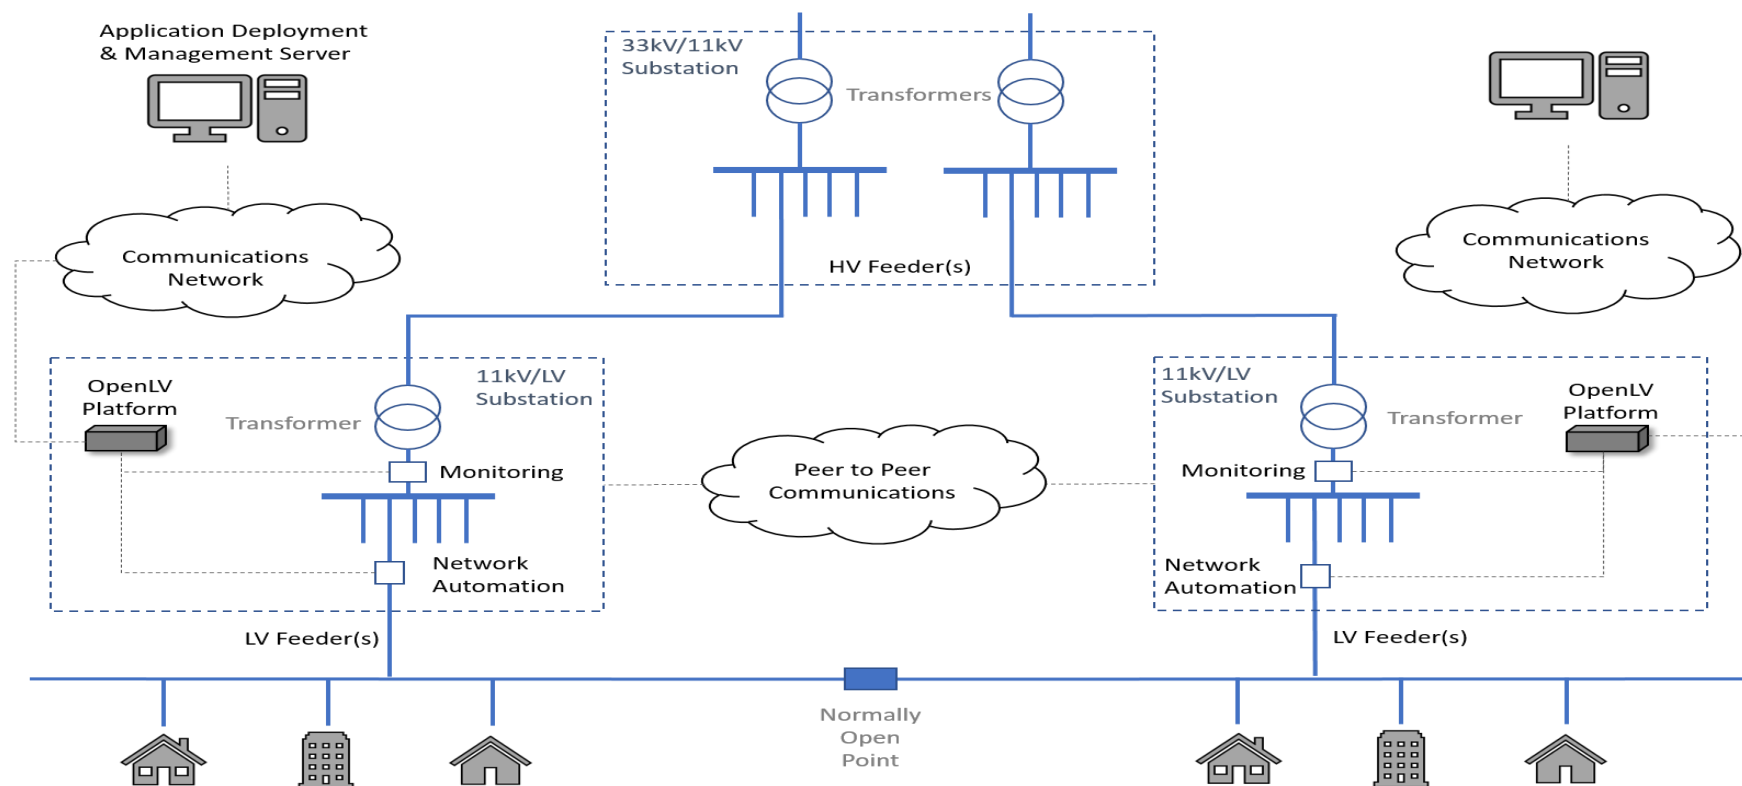 Application Deployment
& Management Server
33kV/11kV
Substation
Transformers
Communications
Network
HV Feeder(s)
Communications
Network
OpenLV
Platform
Transformer
11kV/LV
Substation
Monitoring
Network
Automation
LV Feeder(s)
Peer to Peer
Communications
11kV/LV
Substation
Transformer
OpenLV
Platform
Monitoring
Network
Automation
LV Feeder(s)
Normally
Open
Point